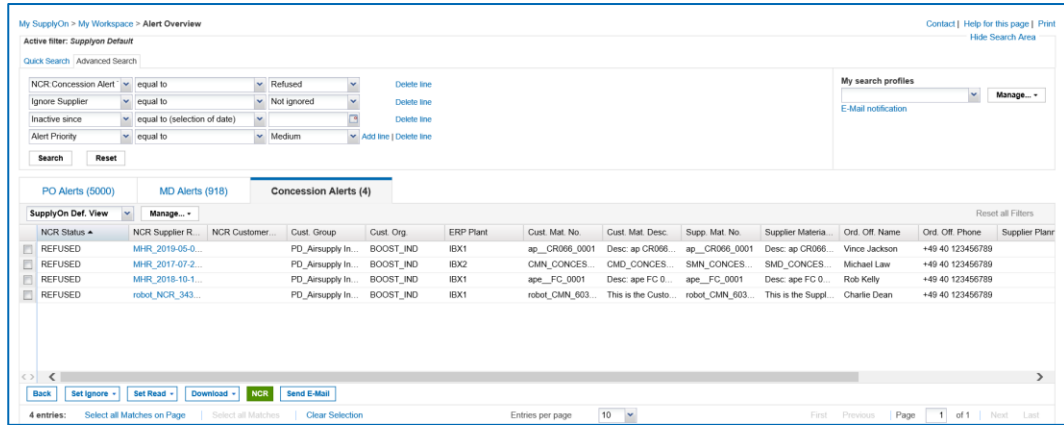 My SupplyOn > My Workspace > Alert Overview
Contact | Help for this page | Print
Active filter: Supplyon Default
Hide Search Area
Quick Search Advanced Search
NCR:Concession Alert equal to Refused Delete line
Ignore Supplier equal to Not ignored Delete line
Inactive since equal to (selection of date) Delete line
Alert Priority equal to Medium Add line | Delete line
My search profiles
Manage...
E-Mail notification
Search Reset
PO Alerts (5000) MD Alerts (918) Concession Alerts (4)
SupplyOn Def. View Manage... Reset all Filters
NCR Status NCR Supplier R... NCR Customer... Cust. Group Cust. Org. ERP Plant Cust. Mat. No. Cust. Mat. Desc. Supp. Mat. No. Supplier Materia... Ord. Off. Name Ord. Off. Phone Supplier Plann
REFUSED MHR_2019-05-0... PD_Airsupply In... BOOST_IND IBX1 ap__CR066_0001 Desc: ap CR066... ap__CR066_0001 Desc: ap CR066... Vince Jackson +49 40 123456789
REFUSED MHR_2017-07-2... PD_Airsupply In... BOOST_IND IBX2 CMN_CONCES... CMD_CONCES... SMN_CONCES... SMD_CONCES... Michael Law +49 40 123456789
REFUSED MHR_2018-10-1... PD_Airsupply In... BOOST_IND IBX1 ape__FC_0001 Desc: ape FC 0... ape__FC_0001 Desc: ape FC 0... Rob Kelly +49 40 123456789
REFUSED robot_NCR_343... PD_Airsupply In... BOOST_IND IBX1 robot_CMN_603... This is the Custo... robot_CMN_603... This is the Suppl... Charlie Dean +49 40 123456789
Back Set Ignore Set Read Download NCR Send E-Mail
4 entries: Select all Matches on Page | Select all Matches | Clear Selection Entries per page 10 First Previous | Page 1 of 1 | Next Last